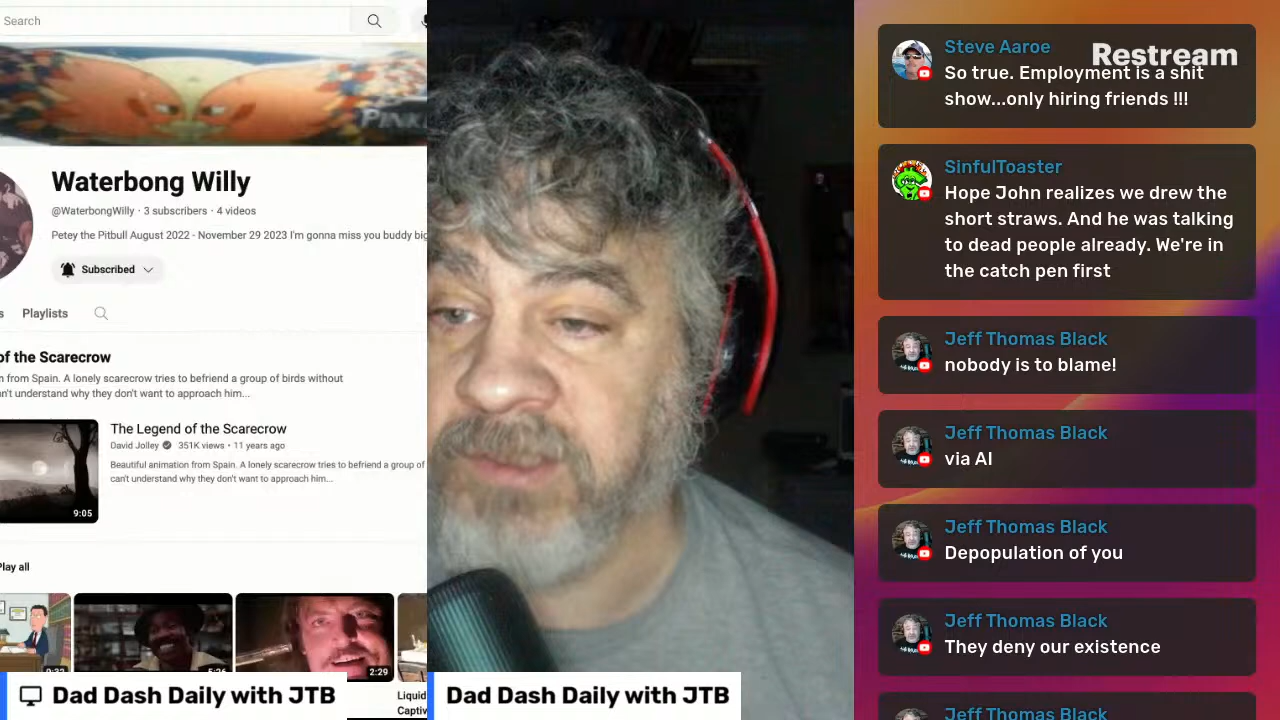 Search
PINK
Waterbong Willy
@WaterbongWilly · 3 subscribers · 4 videos
Petey the Pitbull August 2022 - November 29 2023 I'm gonna miss you buddy big
Subscribed
s
Playlists
of the Scarecrow
n from Spain. A lonely scarecrow tries to befriend a group of birds without
n't understand why they don't want to approach him...
The Legend of the Scarecrow
David Jolley 351K views • 11 years ago
Beautiful animation from Spain. A lonely scarecrow tries to befriend a group of
can't understand why they don't want to approach him...
9:05
Play all
0:32
5:26
2:29
Liquid
Captiv
Dad Dash Daily with JTB
Dad Dash Daily with JTB
Restream
Steve Aaroe
So true. Employment is a shit
show...only hiring friends !!!
SinfulToaster
Hope John realizes we drew the
short straws. And he was talking
to dead people already. We're in
the catch pen first
Jeff Thomas Black
nobody is to blame!
Jeff Thomas Black
via AI
Jeff Thomas Black
Depopulation of you
Jeff Thomas Black
They deny our existence
Jeff Thomas Black